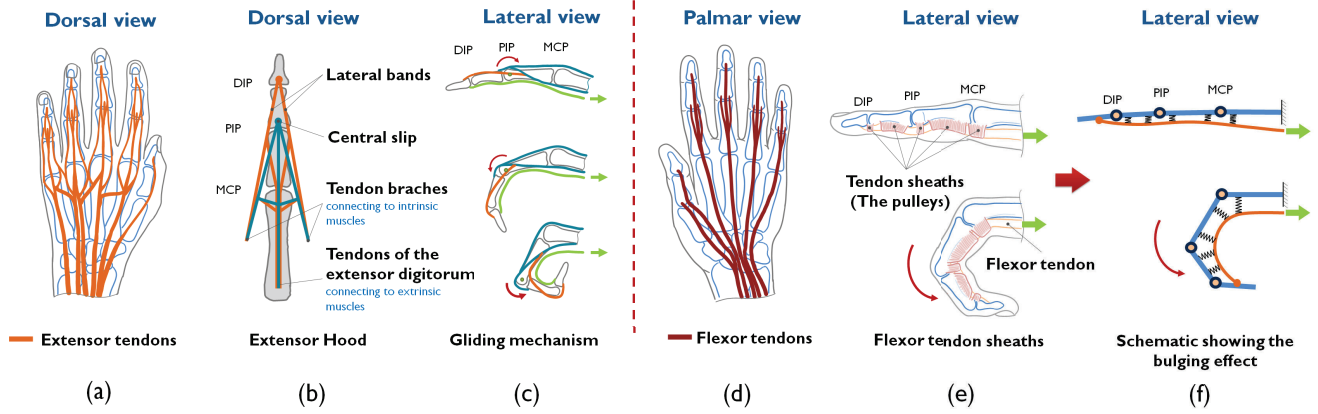 Dorsal view
Extensor tendons
(a)
Dorsal view
DIP
PIP
MCP
Lateral bands
Central slip
Tendon braches
connecting to intrinsic
muscles
Tendons of the
extensor digitorum
connecting to extrinsic
muscles
Extensor Hood
(b)
Lateral view
DIP PIP MCP
Gliding mechanism
(c)
Palmar view
Flexor tendons
(d)
Lateral view
DIP PIP MCP
Tendon sheaths
(The pulleys)
Flexor tendon
Flexor tendon sheaths
(e)
Lateral view
DIP PIP MCP
Schematic showing the
bulging effect
(f)